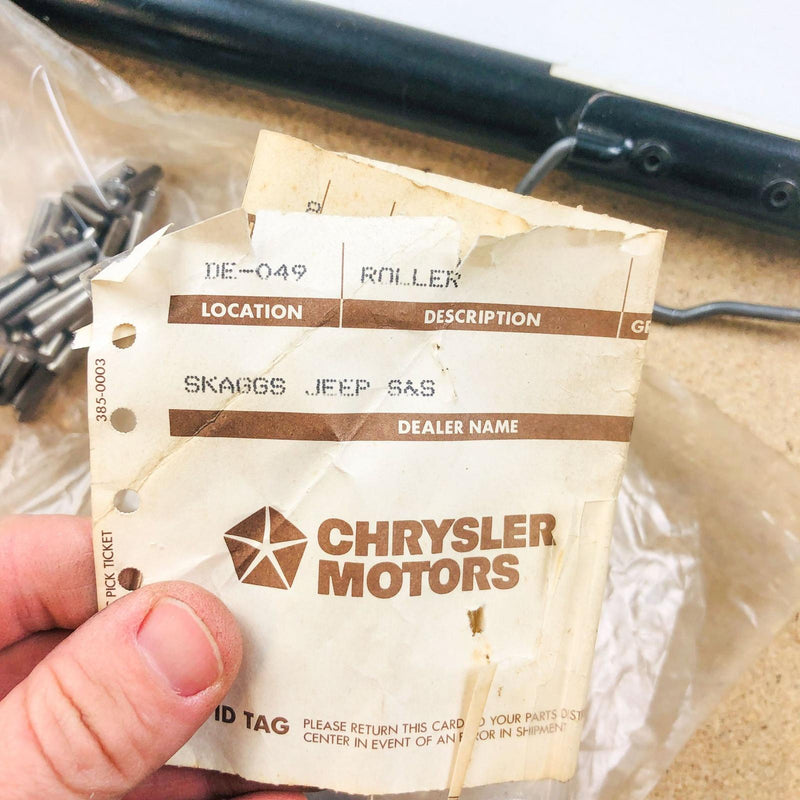 8
DE-049 ROLLER
LOCATION DESCRIPTION
SKAGGS JEEP S&S
DEALER NAME
385-0003
PICK TICKET
CHRYSLER
MOTORS
ID TAG
PLEASE RETURN THIS CARD YOUR PARTS
CENTER IN EVENT OF AN IN SHIPMENT